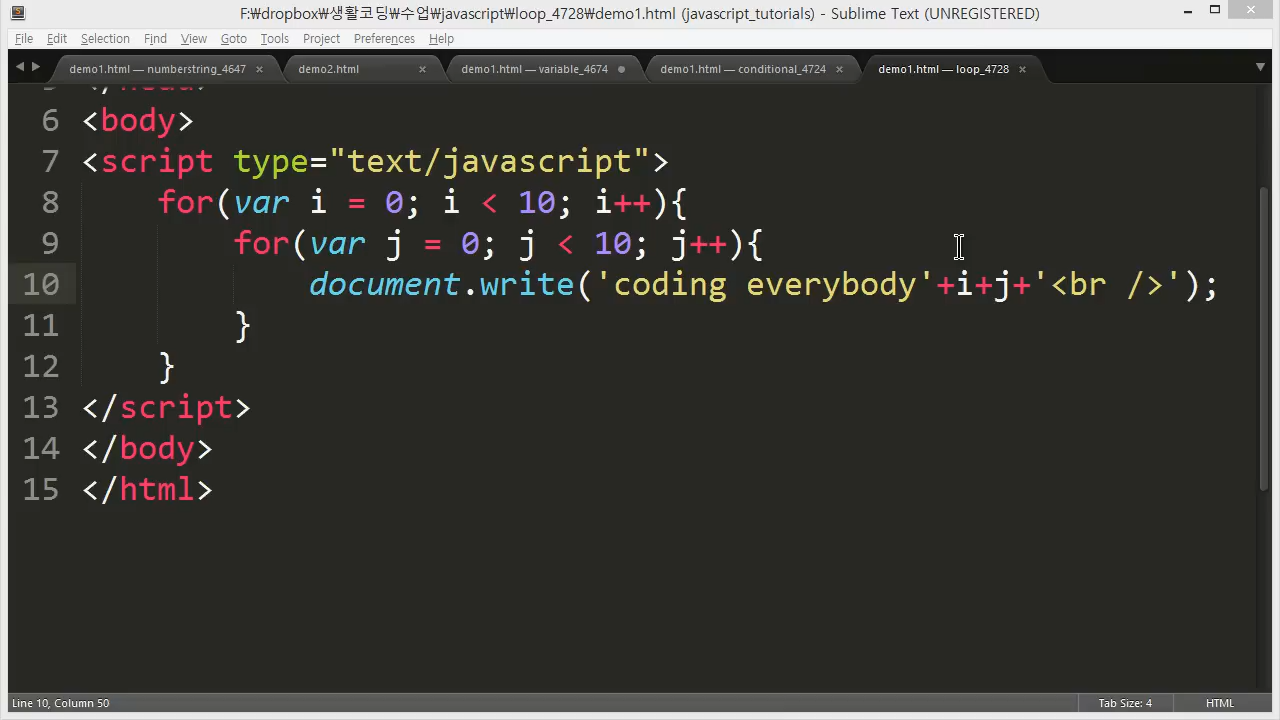 F:₩dropbox₩생활코딩₩수업₩javascript₩loop_4728₩demo1.html (javascript_tutorials) - Sublime Text (UNREGISTERED)
File Edit Selection Find View Goto Tools Project Preferences Help
demo1.html — numberstring_4647 × demo2.html × demo1.html — variable_4674 demo1.html — conditional_4724 × demo1.html — loop_4728 ×
6 <body>
7 <script type="text/javascript">
8 for(var i = 0; i < 10; i++){
9 for(var j = 0; j < 10; j++){
10 document.write('coding everybody'+i+j+'<br />');
11 }
12 }
13 </script>
14 </body>
15 </html>
Line 10, Column 50 Tab Size: 4 HTML